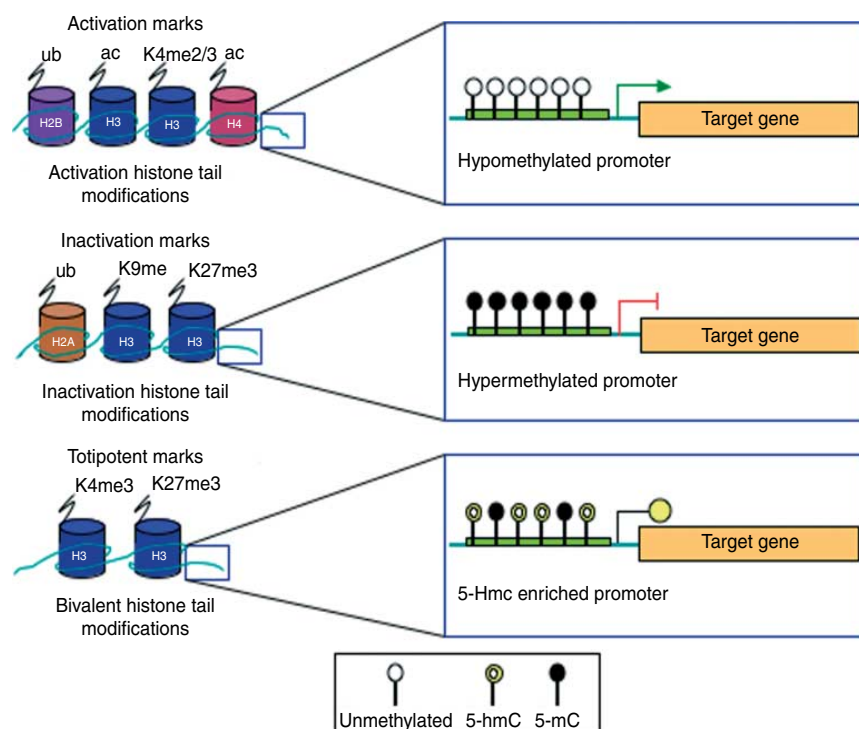 Activation marks
ub ac K4me2/3 ac
H2B H3 H3 H4
Activation histone tail
modifications
Target gene
Hypomethylated promoter
Inactivation marks
ub K9me K27me3
H2A H3 H3
Inactivation histone tail
modifications
Target gene
Hypermethylated promoter
Totipotent marks
K4me3 K27me3
H3 H3
Bivalent histone tail
modifications
Target gene
5-Hmc enriched promoter
Unmethylated 5-hmC 5-mC